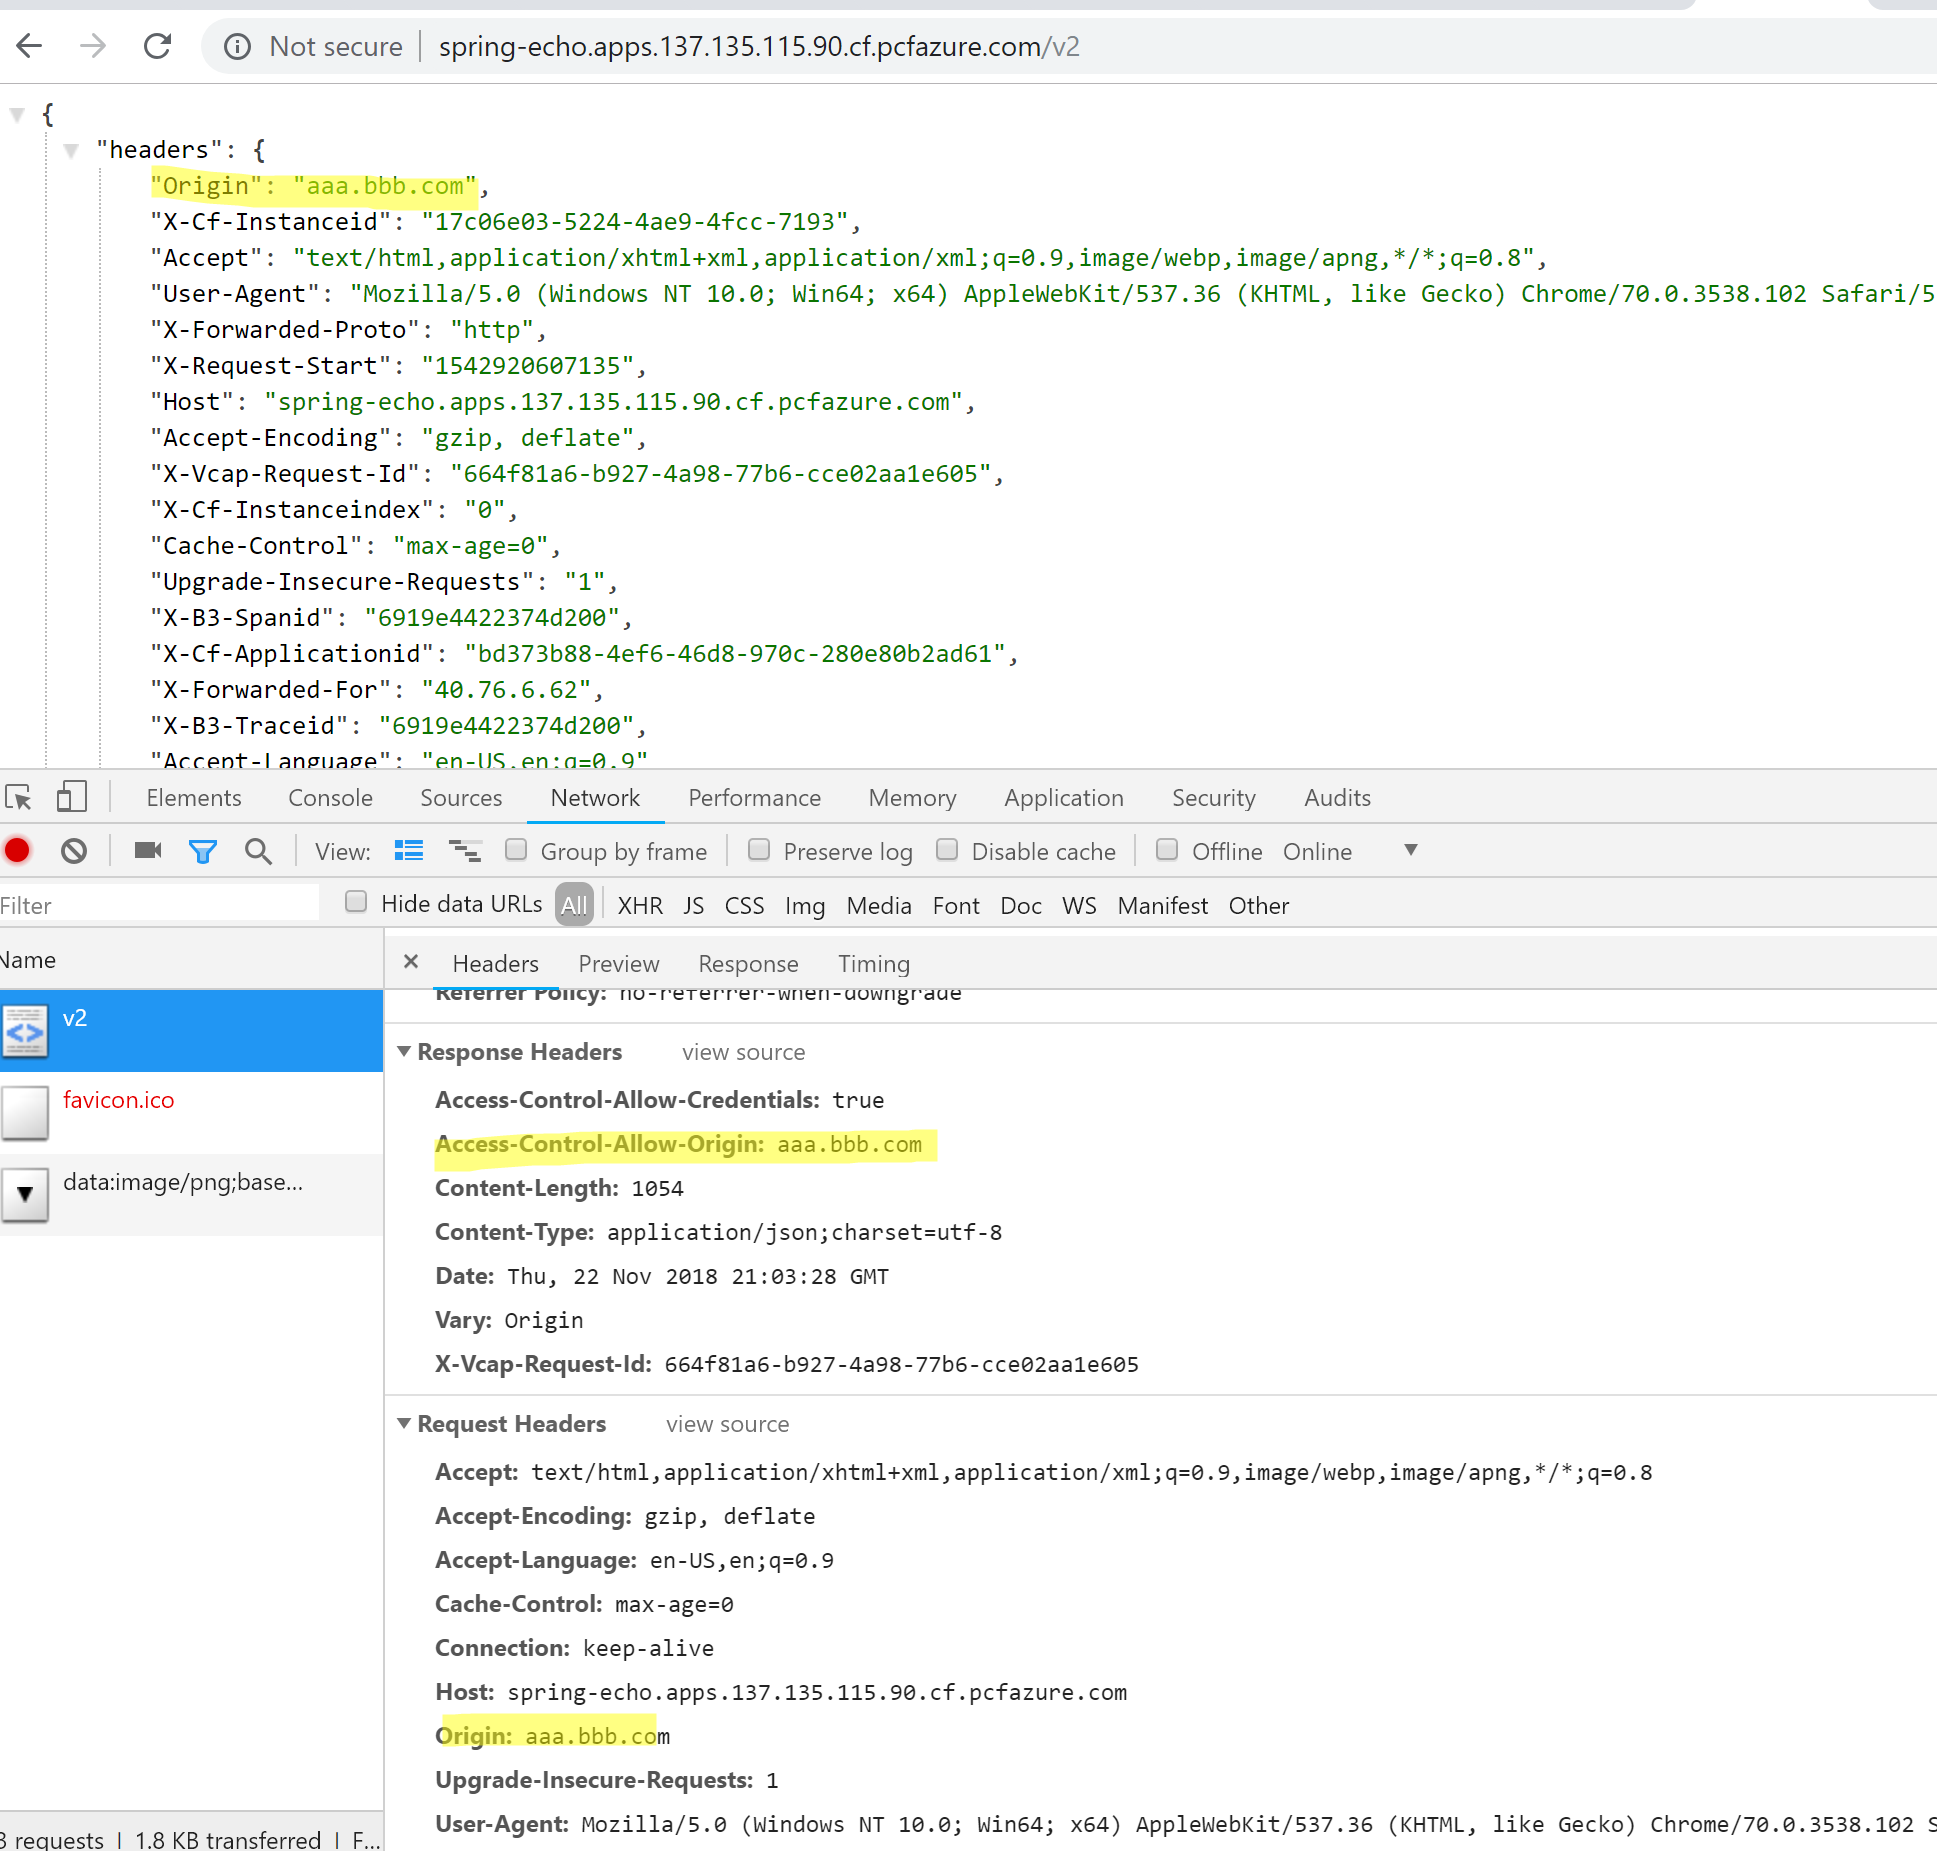 Not secure | spring-echo.apps.137.135.115.90.cf.pcfazure.com/v2
{
"headers": {
"Origin": "aaa.bbb.com",
"X-Cf-Instanceid": "17c06e03-5224-4ae9-4fcc-7193",
"Accept": "text/html,application/xhtml+xml,application/xml;q=0.9,image/webp,image/apng,*/*;q=0.8",
"User-Agent": "Mozilla/5.0 (Windows NT 10.0; Win64; x64) AppleWebKit/537.36 (KHTML, like Gecko) Chrome/70.0.3538.102 Safari/5
"X-Forwarded-Proto": "http",
"X-Request-Start": "1542920607135",
"Host": "spring-echo.apps.137.135.115.90.cf.pcfazure.com",
"Accept-Encoding": "gzip, deflate",
"X-Vcap-Request-Id": "664f81a6-b927-4a98-77b6-cce02aa1e605",
"X-Cf-Instanceindex": "0",
"Cache-Control": "max-age=0",
"Upgrade-Insecure-Requests": "1",
"X-B3-Spanid": "6919e4422374d200",
"X-Cf-Applicationid": "bd373b88-4ef6-46d8-970c-280e80b2ad61",
"X-Forwarded-For": "40.76.6.62",
"X-B3-Traceid": "6919e4422374d200",
"Accept-Language": "en-US,en;q=0.9"
Elements Console Sources Network Performance Memory Application Security Audits
View: Group by frame Preserve log Disable cache Offline Online
Filter Hide data URLs All XHR JS CSS Img Media Font Doc WS Manifest Other
Name
v2
favicon.ico
data:image/png;base...
3 requests | 1.8 KB transferred | F...
× Headers Preview Response Timing
Referrer Policy: no-referrer-when-downgrade
Response Headers view source
Access-Control-Allow-Credentials: true
Access-Control-Allow-Origin: aaa.bbb.com
Content-Length: 1054
Content-Type: application/json;charset=utf-8
Date: Thu, 22 Nov 2018 21:03:28 GMT
Vary: Origin
X-Vcap-Request-Id: 664f81a6-b927-4a98-77b6-cce02aa1e605
Request Headers view source
Accept: text/html,application/xhtml+xml,application/xml;q=0.9,image/webp,image/apng,*/*;q=0.8
Accept-Encoding: gzip, deflate
Accept-Language: en-US,en;q=0.9
Cache-Control: max-age=0
Connection: keep-alive
Host: spring-echo.apps.137.135.115.90.cf.pcfazure.com
Origin: aaa.bbb.com
Upgrade-Insecure-Requests: 1
User-Agent: Mozilla/5.0 (Windows NT 10.0; Win64; x64) AppleWebKit/537.36 (KHTML, like Gecko) Chrome/70.0.3538.102 S